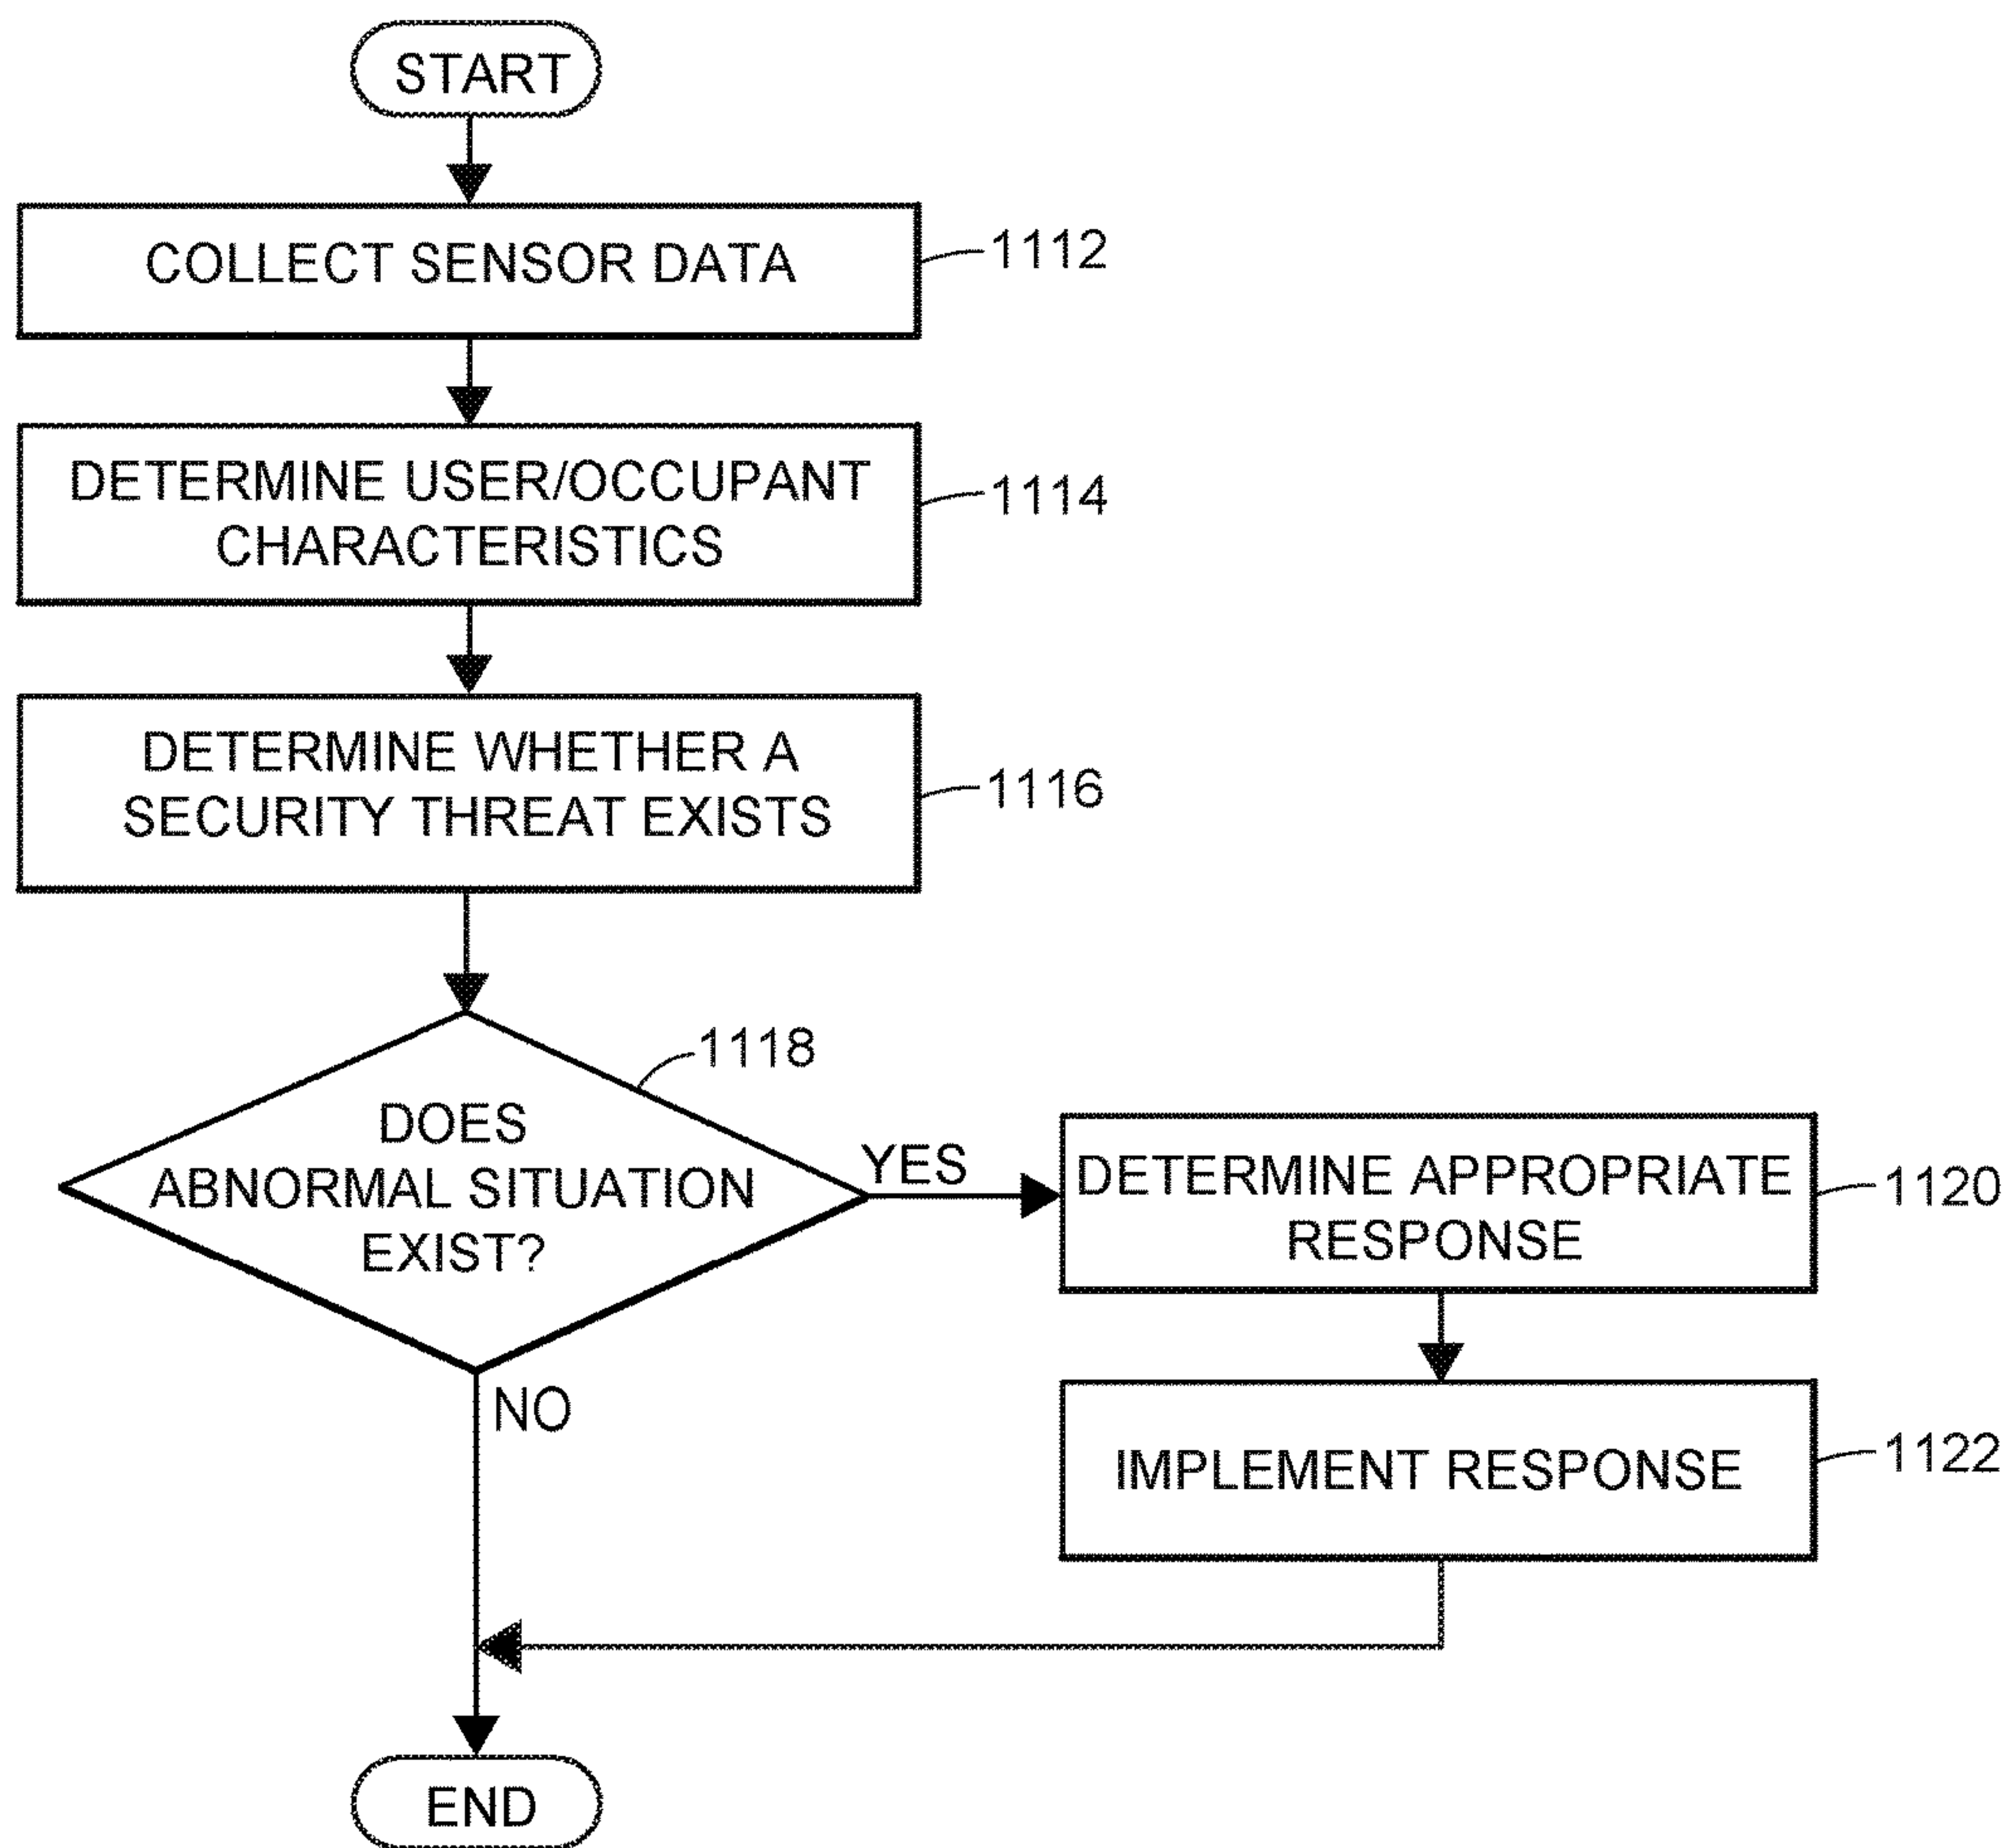 START
COLLECT SENSOR DATA
1112
DETERMINE USER/OCCUPANT
CHARACTERISTICS
1114
DETERMINE WHETHER A
SECURITY THREAT EXISTS
1116
1118
DOES
ABNORMAL SITUATION
EXIST?
YES
DETERMINE APPROPRIATE
RESPONSE
1120
NO
IMPLEMENT RESPONSE
1122
END